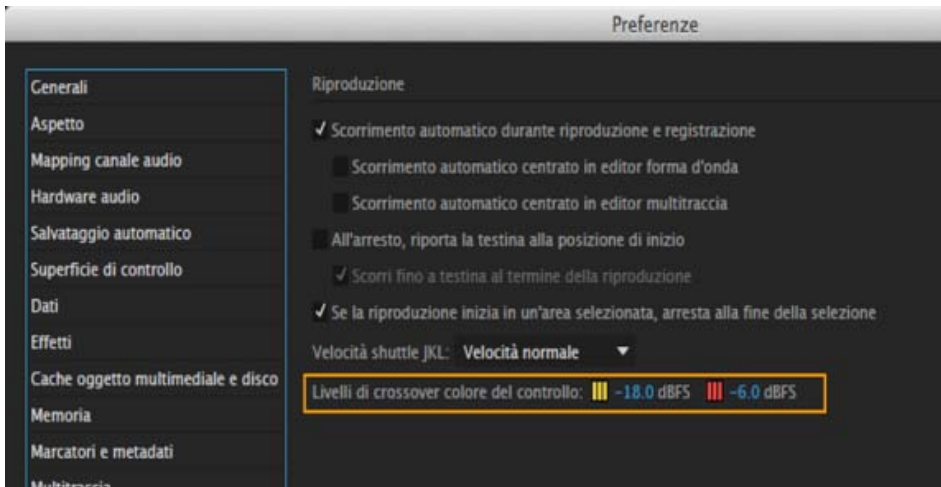 Preferenze
Generali
Aspetto
Mapping canale audio
Hardware audio
Salvataggio automatico
Superficie di controllo
Dati
Effetti
Cache oggetto multimediale e disco
Memoria
Marcatori e metadati
Multitraccia
Riproduzione
Scorrimento automatico durante riproduzione e registrazione
Scorrimento automatico centrato in editor forma d'onda
Scorrimento automatico centrato in editor multitraccia
All'arresto, riporta la testina alla posizione di inizio
Scorri fino a testina al termine della riproduzione
Se la riproduzione inizia in un'area selezionata, arresta alla fine della selezione
Velocità shuttle JKL: Velocità normale
Livelli di crossover colore del controllo: -18.0 dBFS -6.0 dBFS